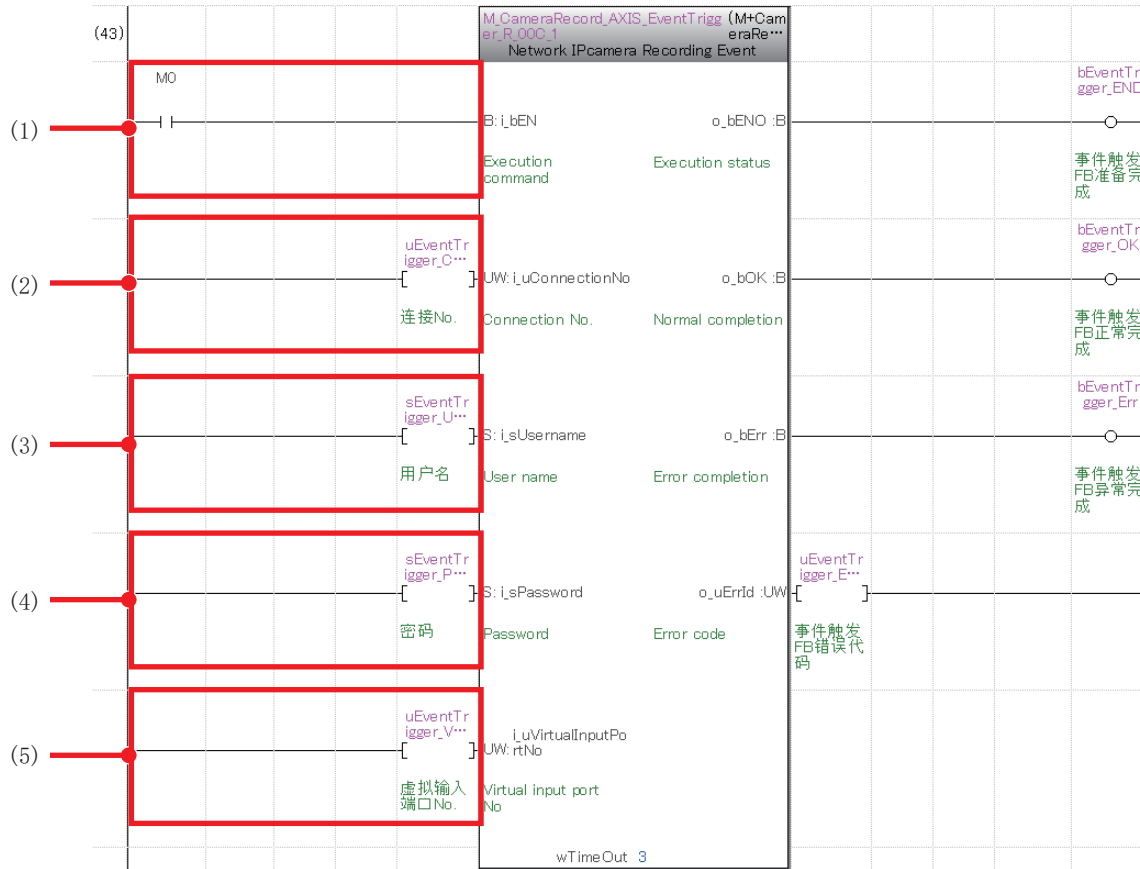 (43)
M_CameraRecord_AXIS_EventTrigg
er_R_00C_1
(M+Cam
eraRe…
Network IPcamera Recording Event
(1)
M0
B: i_bEN
o_bENO :B
bEventTr
gger_END
Execution
command
Execution status
事件触发
FB准备完
成
(2)
uEventTr
igger_C…
UW: i_uConnectionNo
o_bOK :B
bEventTr
gger_OK
连接No.
Connection No.
Normal completion
事件触发
FB正常完
成
(3)
sEventTr
igger_U…
S: i_sUsername
o_bErr :B
bEventTr
gger_Err
用户名
User name
Error completion
事件触发
FB异常完
成
(4)
sEventTr
igger_P…
S: i_sPassword
o_uErrId :UW
uEventTr
igger_E…
密码
Password
Error code
事件触发
FB错误代
码
(5)
uEventTr
igger_V…
i_uVirtualInputPo
UW: rtNo
虚拟输入
端口No.
Virtual input port
No
wTimeOut 3